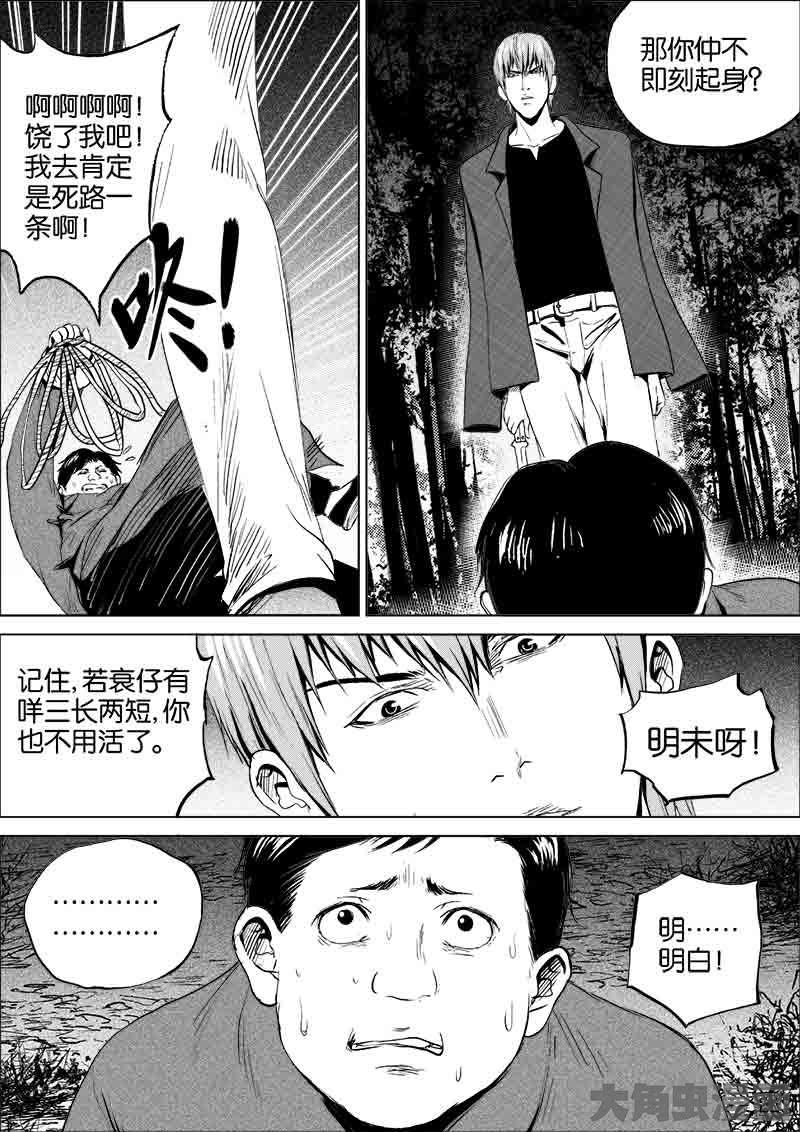 那你仲不
即刻起身?
啊啊啊啊!
饶了我吧!
我去肯定
是死路一
条啊!
咚!
记住,若衰仔有
咩三长两短,你
也不用活了。
明未呀!
…………
…………
明……
明白!
大角虫漫画